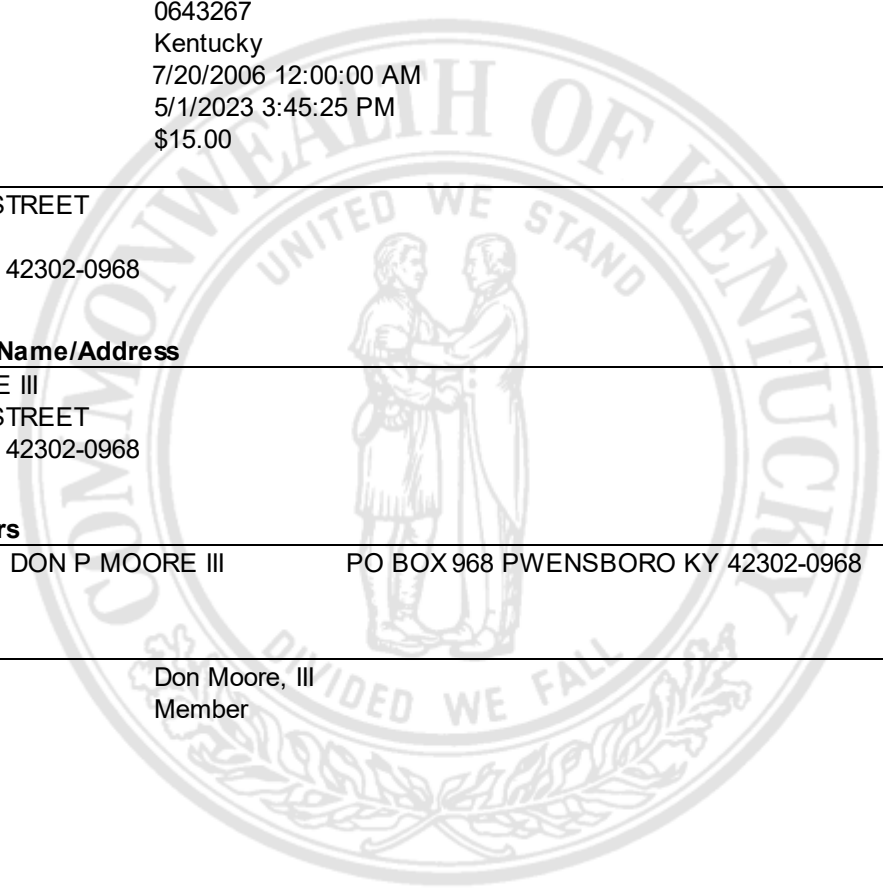 0643267
Kentucky
7/20/2006 12:00:00 AM
5/1/2023 3:45:25 PM
$15.00
STREET
42302-0968
Name/Address
E III
STREET
42302-0968
rs
DON P MOORE III PO BOX 968 PWENSBORO KY 42302-0968
Don Moore, III
Member
COMMONWEALTH OF KENTUCKY
UNITED WE STAND
DIVIDED WE FALL